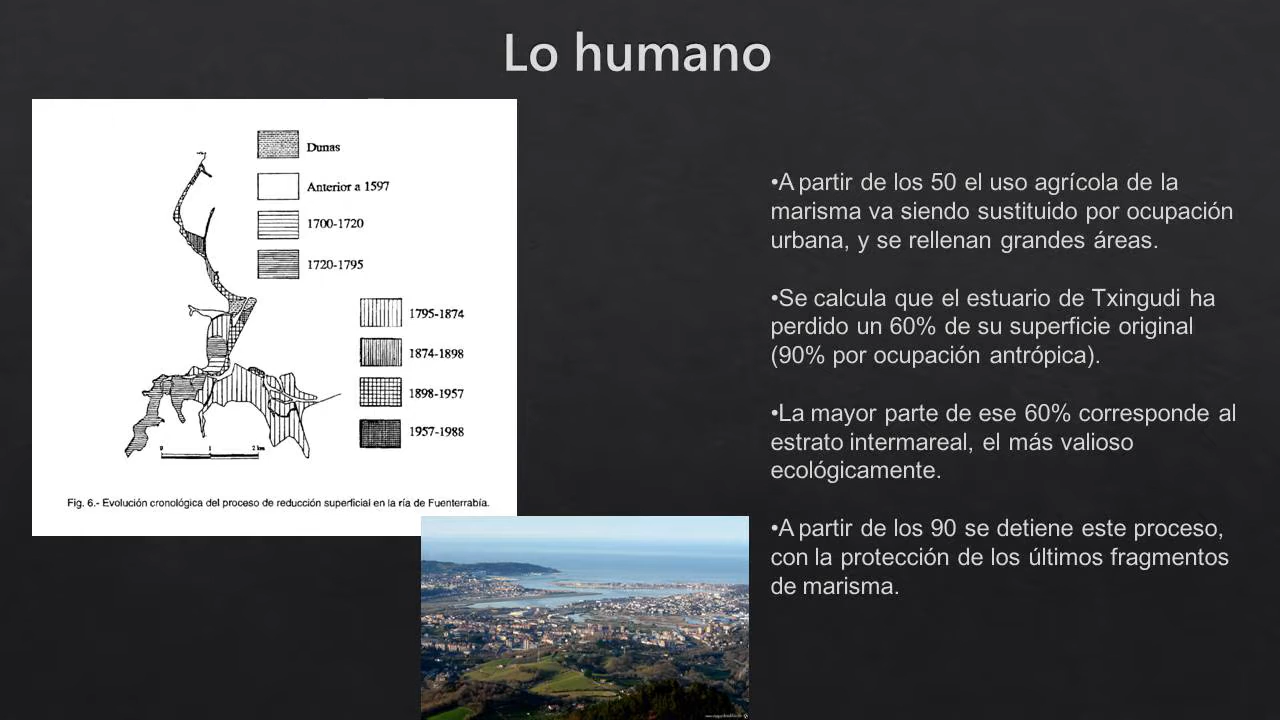 Lo humano
Dunas
Anterior a 1597
1700-1720
1720-1795
1795-1874
1874-1898
1898-1957
1957-1988
0 1 2 km
Fig. 6.- Evolución cronológica del proceso de reducción superficial en la ría de Fuenterrabía.
•A partir de los 50 el uso agrícola de la
marisma va siendo sustituido por ocupación
urbana, y se rellenan grandes áreas.
•Se calcula que el estuario de Txingudi ha
perdido un 60% de su superficie original
(90% por ocupación antrópica).
•La mayor parte de ese 60% corresponde al
estrato intermareal, el más valioso
ecológicamente.
•A partir de los 90 se detiene este proceso,
con la protección de los últimos fragmentos
de marisma.